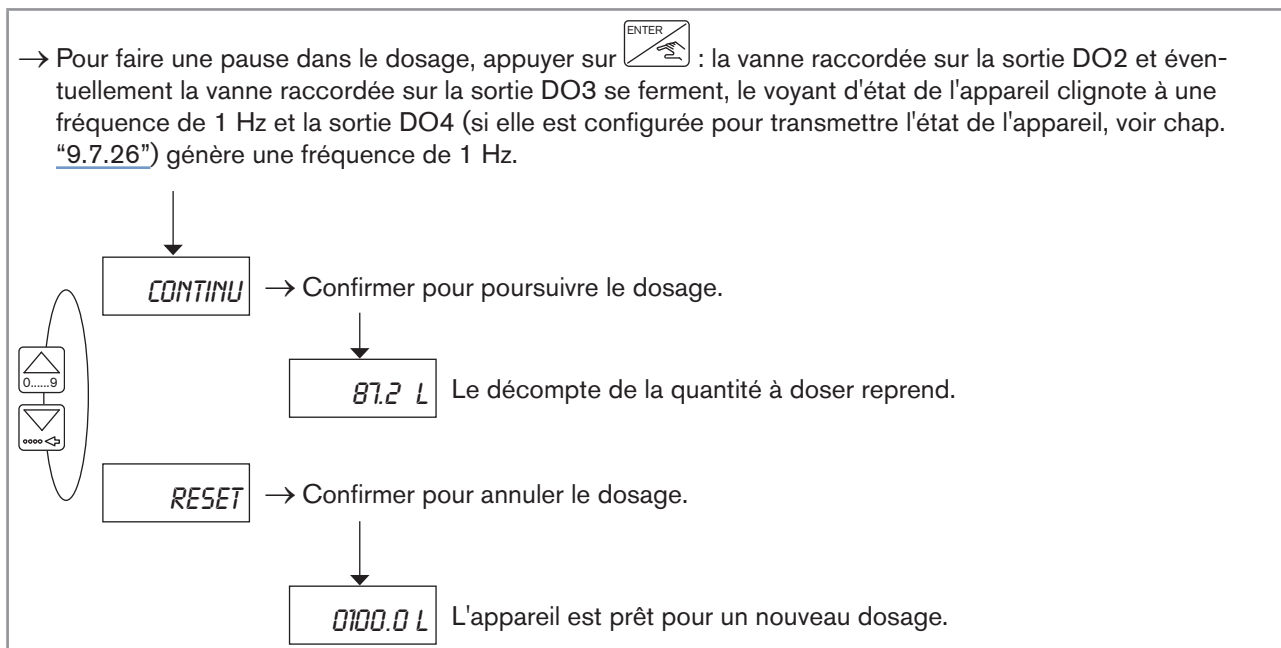 ENTER
→ Pour faire une pause dans le dosage, appuyer sur : la vanne raccordée sur la sortie DO2 et éven-
tuellement la vanne raccordée sur la sortie DO3 se ferment, le voyant d'état de l'appareil clignote à une
fréquence de 1 Hz et la sortie DO4 (si elle est configurée pour transmettre l'état de l'appareil, voir chap.
“9.7.26”) génère une fréquence de 1 Hz.
CONTINU → Confirmer pour poursuivre le dosage.
0......9
87.2 L Le décompte de la quantité à doser reprend.
RESET → Confirmer pour annuler le dosage.
0100.0 L L'appareil est prêt pour un nouveau dosage.